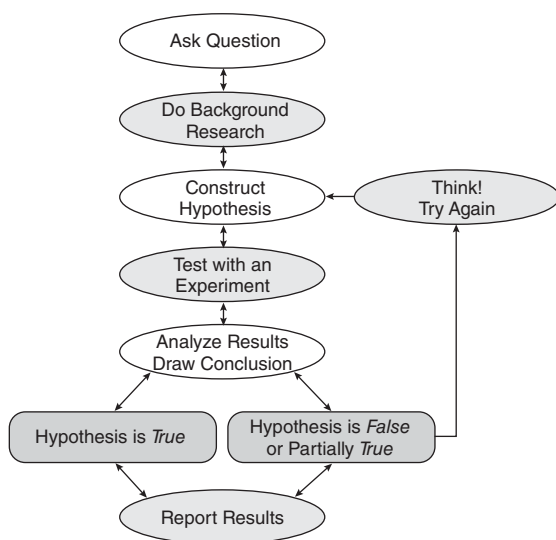 Ask Question
Do Background
Research
Construct
Hypothesis
Think!
Try Again
Test with an
Experiment
Analyze Results
Draw Conclusion
Hypothesis is True
Hypothesis is False
or Partially True
Report Results